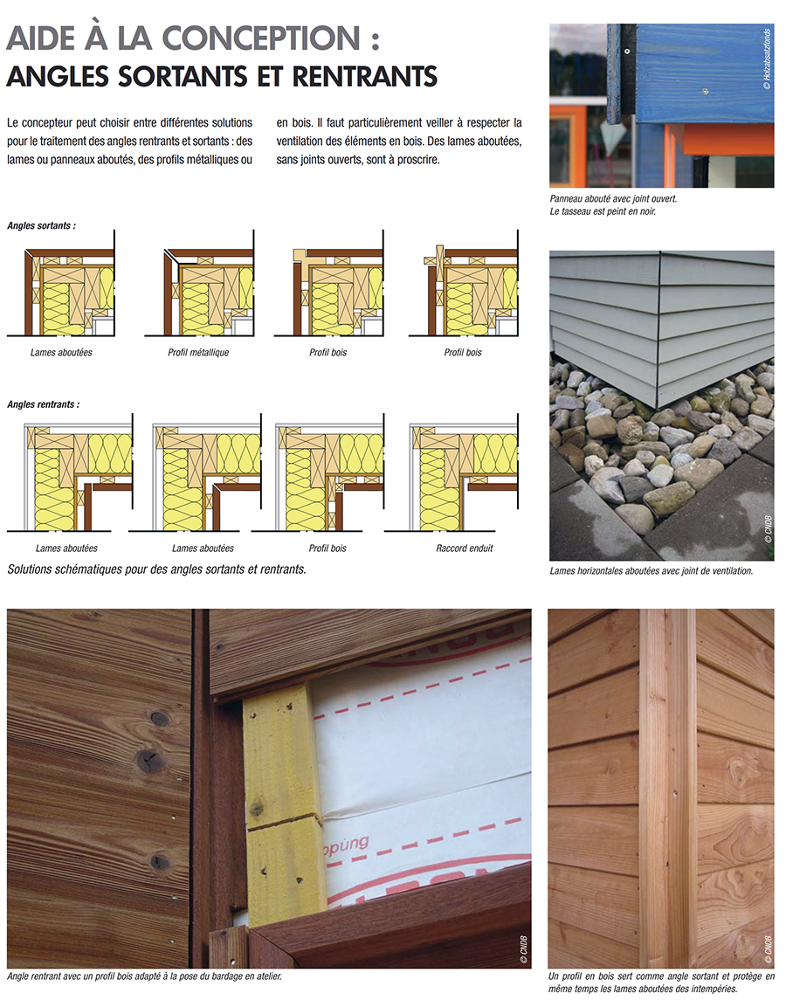 AIDE À LA CONCEPTION :
ANGLES SORTANTS ET RENTRANTS
Le concepteur peut choisir entre différentes solutions
pour le traitement des angles rentrants et sortants : des
lames ou panneaux aboutés, des profils métalliques ou
en bois. Il faut particulièrement veiller à respecter la
ventilation des éléments en bois. Des lames aboutées,
sans joints ouverts, sont à proscrire.
© Holzabsatzfonds
Panneau abouté avec joint ouvert.
Le tasseau est peint en noir.
Angles sortants :
Lames aboutées
Profil métallique
Profil bois
Profil bois
Angles rentrants :
Lames aboutées
Lames aboutées
Profil bois
Raccord enduit
Solutions schématiques pour des angles sortants et rentrants.
© CNDB
Lames horizontales aboutées avec joint de ventilation.
© CNDB
Angle rentrant avec un profil bois adapté à la pose du bardage en atelier.
© CNDB
Un profil en bois sert comme angle sortant et protège en
même temps les lames aboutées des intempéries.